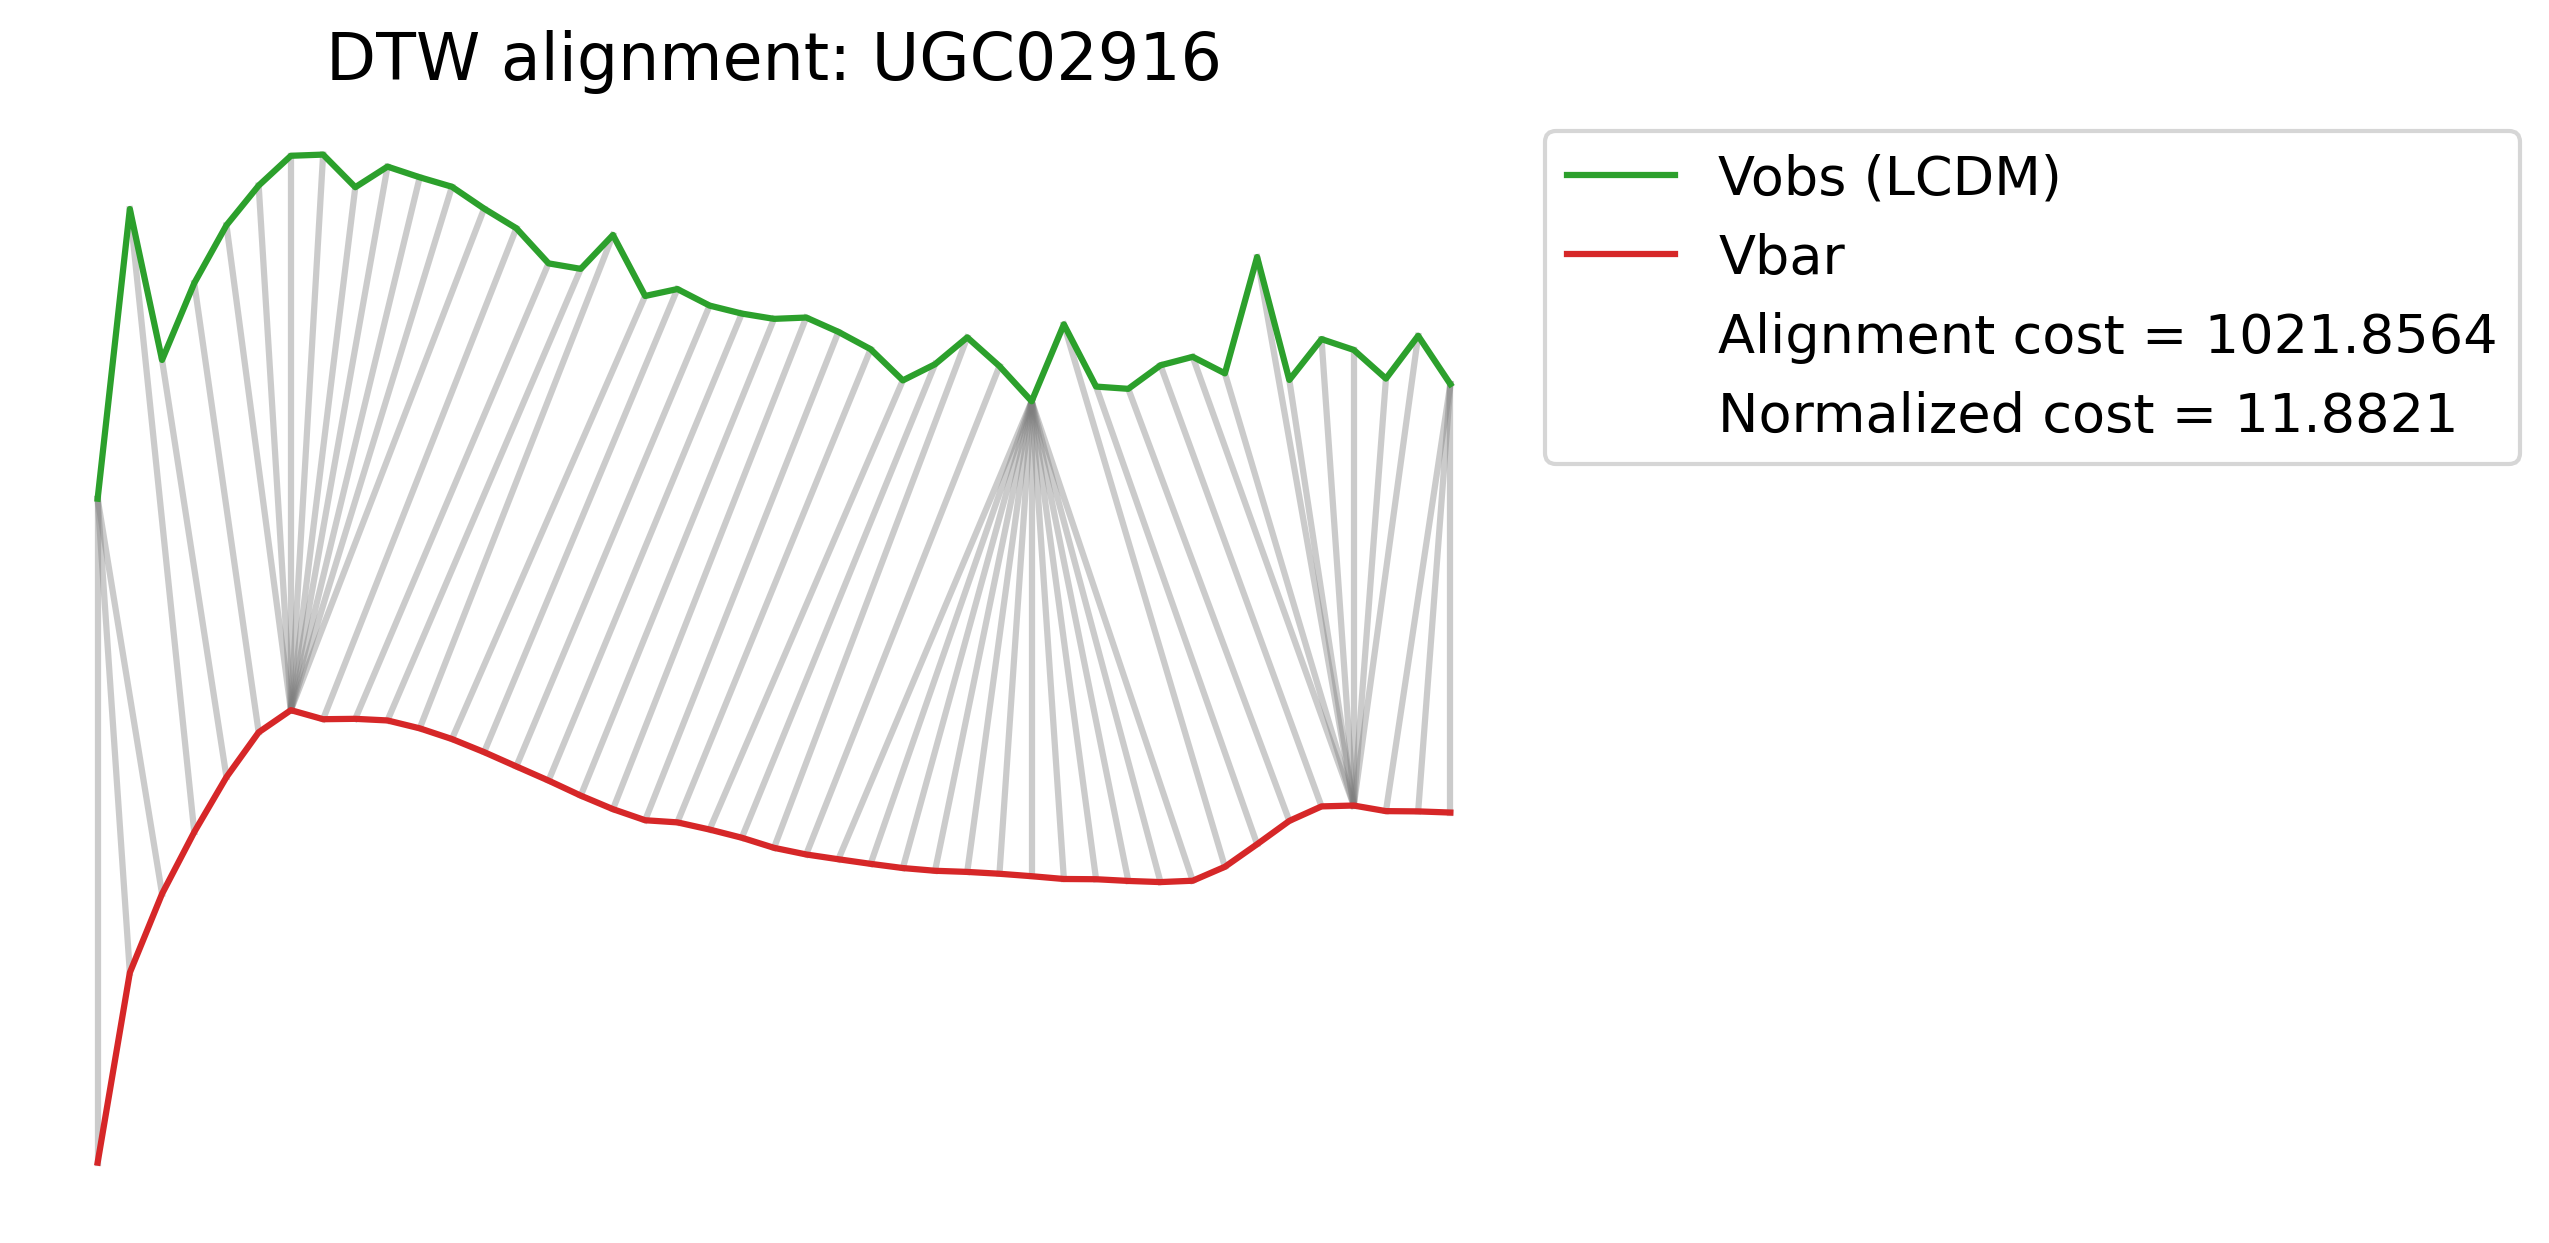 DTW alignment: UGC02916
Vobs (LCDM)
Vbar
Alignment cost = 1021.8564
Normalized cost = 11.8821